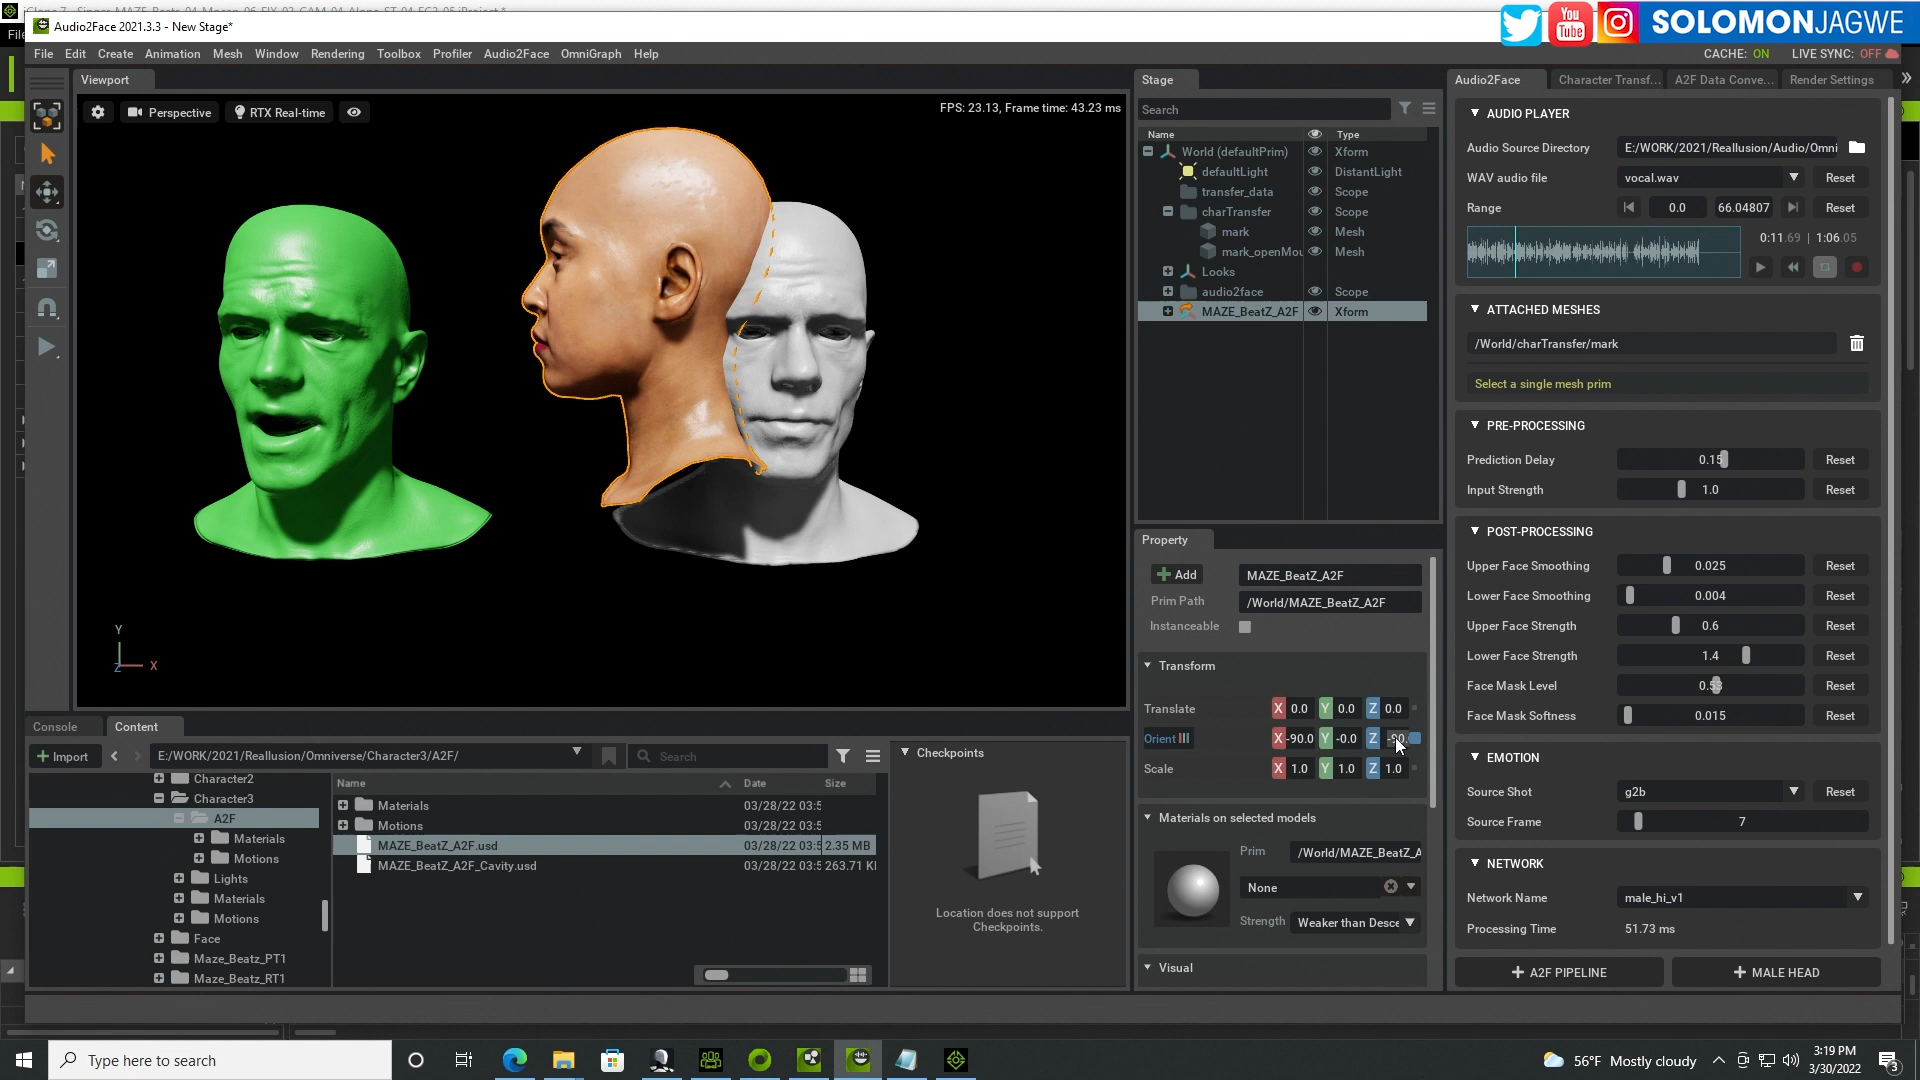 Audio2Face 2021.3.3 - New Stage*
SOLOMONJAGWE
File Edit Create Layout Animation Mesh Window Rendering Toolbox Profiler Audio2Face OmniGraph Help
CACHE: ON LIVE SYNC: OFF
Viewport
Perspective
RTX Real-time
FPS: 23.13, Frame time: 43.23 ms
Y
Z X
Stage
Search
Name Type
World (defaultPrim) Xform
defaultLight DistantLight
transfer_data Scope
charTransfer Scope
mark Mesh
mark_openMou Mesh
Looks
audio2face Scope
MAZE_BeatZ_A2F Xform
Property
Add MAZE_BeatZ_A2F
Prim Path /World/MAZE_BeatZ_A2F
Instanceable
Transform
Translate X 0.0 Y 0.0 Z 0.0
Orient X -90.0 Y -0.0 Z -90.
Scale X 1.0 Y 1.0 Z 1.0
Materials on selected models
Prim /World/MAZE_BeatZ_A
None
Strength Weaker than Desce
Visual
Audio2Face Character Transf... A2F Data Conve... Render Settings
AUDIO PLAYER
Audio Source Directory E:/WORK/2021/Reallusion/Audio/Omni
WAV audio file vocal.wav Reset
Range 0.0 66.04807 Reset
0:11.69 | 1:06.05
ATTACHED MESHES
/World/charTransfer/mark
Select a single mesh prim
PRE-PROCESSING
Prediction Delay 0.15 Reset
Input Strength 1.0 Reset
POST-PROCESSING
Upper Face Smoothing 0.025 Reset
Lower Face Smoothing 0.004 Reset
Upper Face Strength 0.6 Reset
Lower Face Strength 1.4 Reset
Face Mask Level 0.53 Reset
Face Mask Softness 0.015 Reset
EMOTION
Source Shot g2b Reset
Source Frame 7
NETWORK
Network Name male_hi_v1
Processing Time 51.73 ms
A2F PIPELINE
MALE HEAD
Console Content
Import E:/WORK/2021/Reallusion/Omniverse/Character3/A2F/ Search
Character2
Character3
A2F
Materials
Motions
Lights
Materials
Motions
Face
Maze_Beatz_PT1
Maze_Beatz_RT1
Name Date Size
Materials 03/28/22 03:5
Motions 03/28/22 03:5
MAZE_BeatZ_A2F.usd 03/28/22 03:5 2.35 MB
MAZE_BeatZ_A2F_Cavity.usd 03/28/22 03:5 263.71 K
Checkpoints
Location does not support
Checkpoints.
Type here to search
56°F Mostly cloudy
3:19 PM
3/30/2022
3